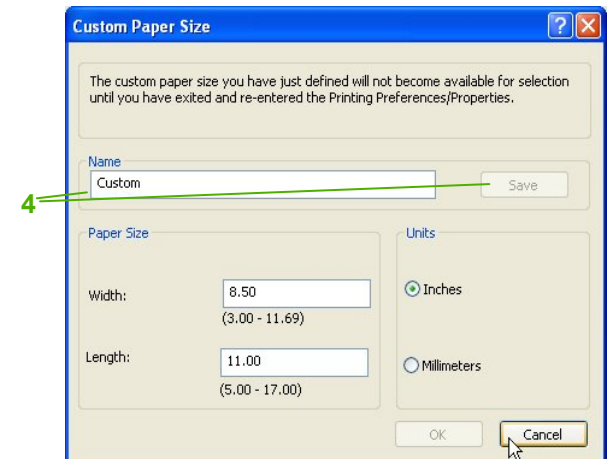 Custom Paper Size
The custom paper size you have just defined will not become available for selection
until you have exited and re-entered the Printing Preferences/Properties.
Name
Custom
Save
4
Paper Size
Units
Width:
8.50
Inches
(3.00 - 11.69)
Length:
11.00
Millimeters
(5.00 - 17.00)
OK
Cancel